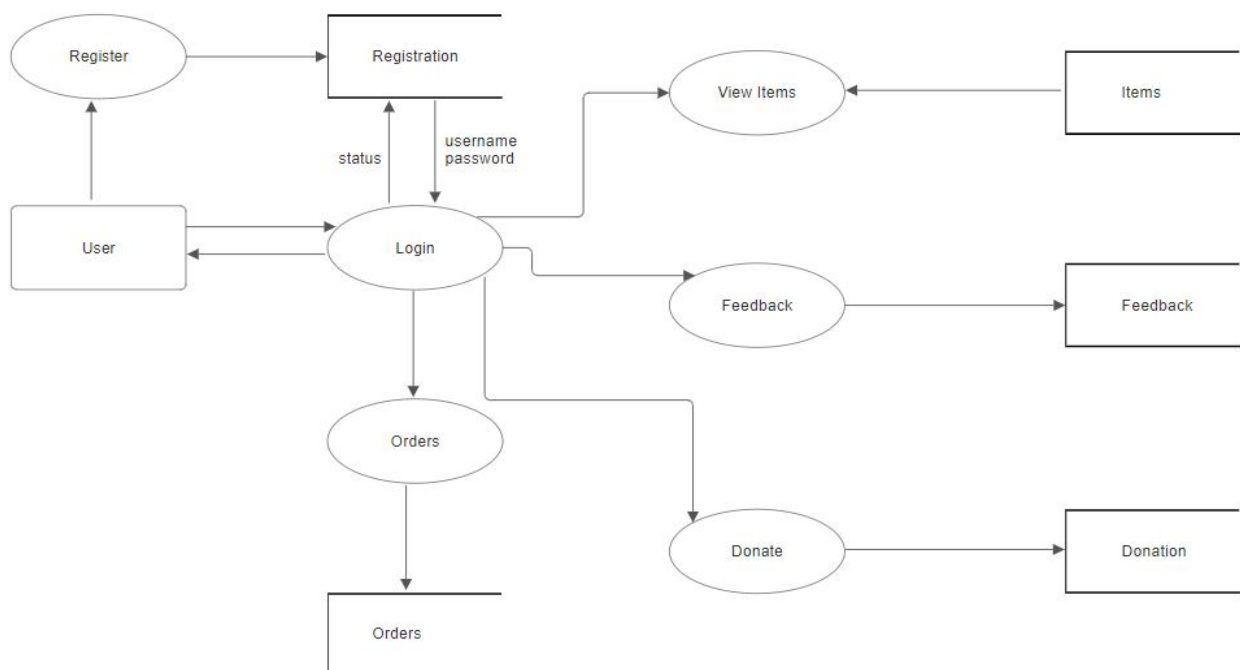 Register
Registration
View Items
Items
status
username
password
User
Login
Feedback
Feedback
Orders
Donate
Donation
Orders